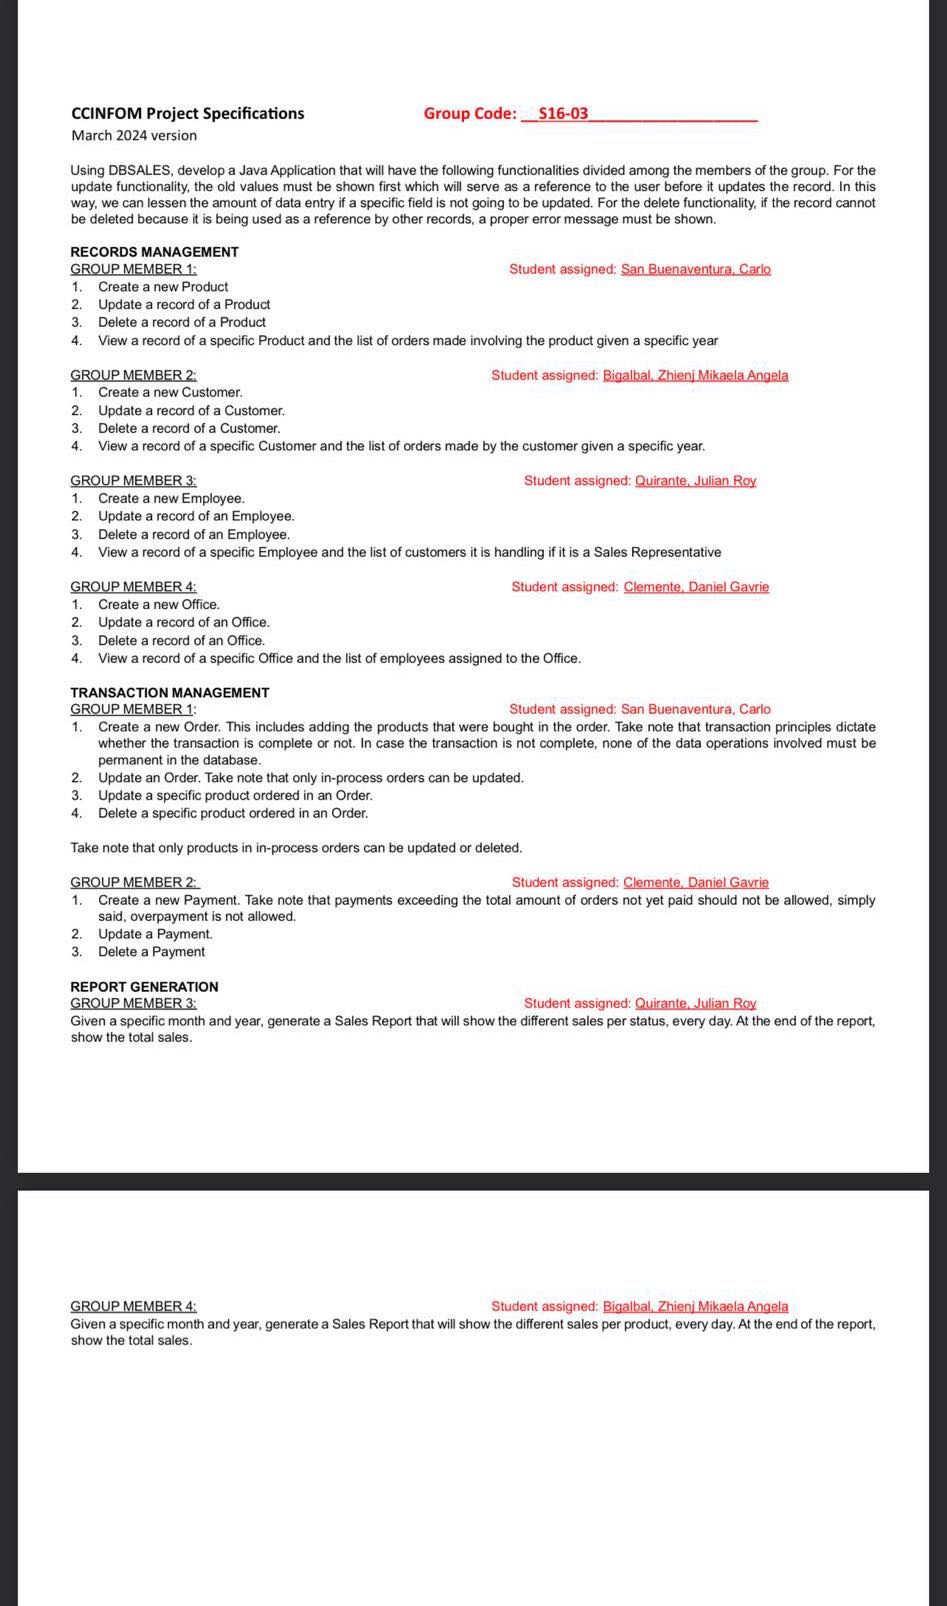 CCINFOM Project Specifications Group Code: __S16-03____________________
March 2024 version
Using DBSALES, develop a Java Application that will have the following functionalities divided among the members of the group. For the
update functionality, the old values must be shown first which will serve as a reference to the user before it updates the record. In this
way, we can lessen the amount of data entry if a specific field is not going to be updated. For the delete functionality, if the record cannot
be deleted because it is being used as a reference by other records, a proper error message must be shown.
RECORDS MANAGEMENT
GROUP MEMBER 1: Student assigned: San Buenaventura, Carlo
1. Create a new Product
2. Update a record of a Product
3. Delete a record of a Product
4. View a record of a specific Product and the list of orders made involving the product given a specific year
GROUP MEMBER 2: Student assigned: Bigalbal, Zhienj Mikaela Angela
1. Create a new Customer.
2. Update a record of a Customer.
3. Delete a record of a Customer.
4. View a record of a specific Customer and the list of orders made by the customer given a specific year.
GROUP MEMBER 3: Student assigned: Quirante, Julian Roy
1. Create a new Employee.
2. Update a record of an Employee.
3. Delete a record of an Employee.
4. View a record of a specific Employee and the list of customers it is handling if it is a Sales Representative
GROUP MEMBER 4: Student assigned: Clemente, Daniel Gavrie
1. Create a new Office.
2. Update a record of an Office.
3. Delete a record of an Office.
4. View a record of a specific Office and the list of employees assigned to the Office.
TRANSACTION MANAGEMENT
GROUP MEMBER 1: Student assigned: San Buenaventura, Carlo
1. Create a new Order. This includes adding the products that were bought in the order. Take note that transaction principles dictate
whether the transaction is complete or not. In case the transaction is not complete, none of the data operations involved must be
permanent in the database.
2. Update an Order. Take note that only in-process orders can be updated.
3. Update a specific product ordered in an Order.
4. Delete a specific product ordered in an Order.
Take note that only products in in-process orders can be updated or deleted.
GROUP MEMBER 2: Student assigned: Clemente, Daniel Gavrie
1. Create a new Payment. Take note that payments exceeding the total amount of orders not yet paid should not be allowed, simply
said, overpayment is not allowed.
2. Update a Payment.
3. Delete a Payment
REPORT GENERATION
GROUP MEMBER 3: Student assigned: Quirante, Julian Roy
Given a specific month and year, generate a Sales Report that will show the different sales per status, every day. At the end of the report,
show the total sales.
GROUP MEMBER 4: Student assigned: Bigalbal, Zhienj Mikaela Angela
Given a specific month and year, generate a Sales Report that will show the different sales per product, every day. At the end of the report,
show the total sales.